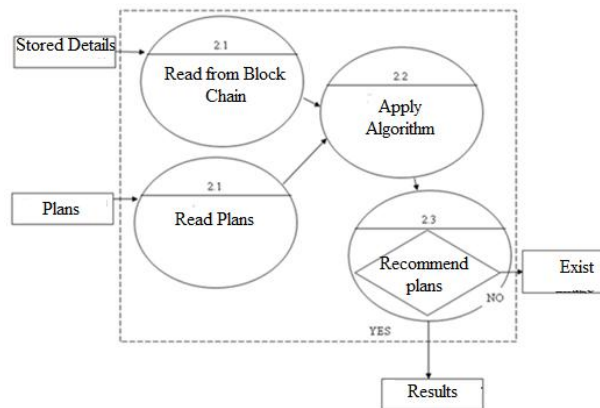 Stored Details
2.1
Read from Block
Chain
2.2
Apply
Algorithm
Plans
2.1
Read Plans
2.3
Recommend
plans
Exist
NO
YES
Results